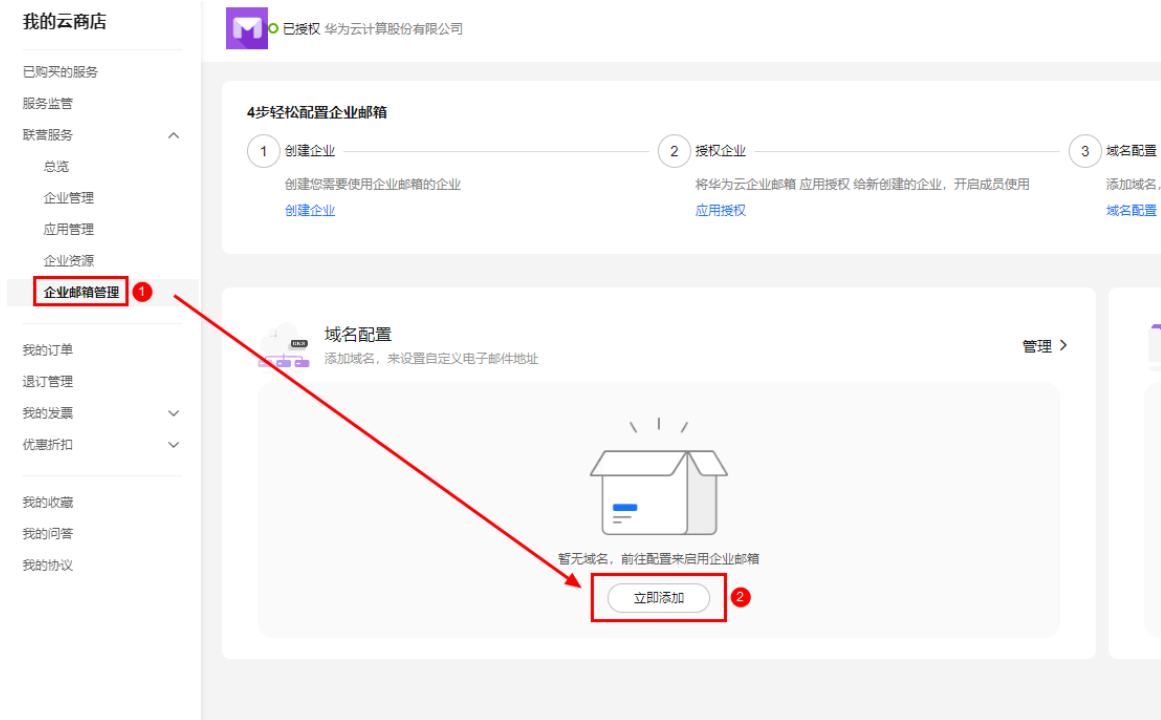 我的云商店
已授权 华为云计算股份有限公司
已购买的服务
服务监管
联营服务
总览
企业管理
应用管理
企业资源
企业邮箱管理 1
我的订单
退订管理
我的发票
优惠折扣
我的收藏
我的问答
我的协议
4步轻松配置企业邮箱
1 创建企业
创建您需要使用企业邮箱的企业
创建企业
2 授权企业
将华为云企业邮箱 应用授权 给新创建的企业，开启成员使用
应用授权
3 域名配置
添加域名，
域名配置
域名配置
添加域名，来设置自定义电子邮件地址
管理
暂无域名，前往配置来启用企业邮箱
立即添加 2